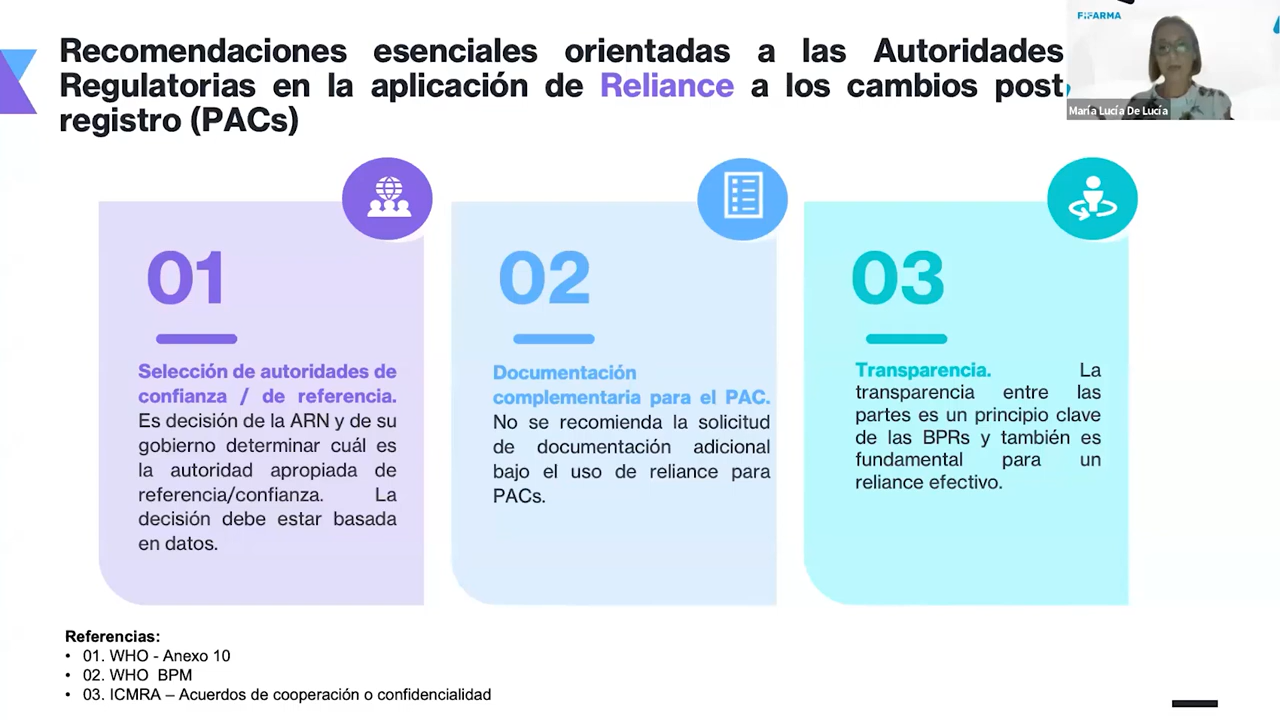 Recomendaciones esenciales orientadas a las Autoridades
Regulatorias en la aplicación de Reliance a los cambios post
registro (PACs)
FIFARMA
María Lucía De Lucía
01
Selección de autoridades de
confianza / de referencia.
Es decisión de la ARN y de su
gobierno determinar cuál es
la autoridad apropiada de
referencia/confianza. La
decisión debe estar basada
en datos.
02
Documentación
complementaria para el PAC.
No se recomienda la solicitud
de documentación adicional
bajo el uso de reliance para
PACs.
03
Transparencia. La
transparencia entre las
partes es un principio clave
de las BPRs y también es
fundamental para un
reliance efectivo.
Referencias:
• 01. WHO - Anexo 10
• 02. WHO BPM
• 03. ICMRA – Acuerdos de cooperación o confidencialidad